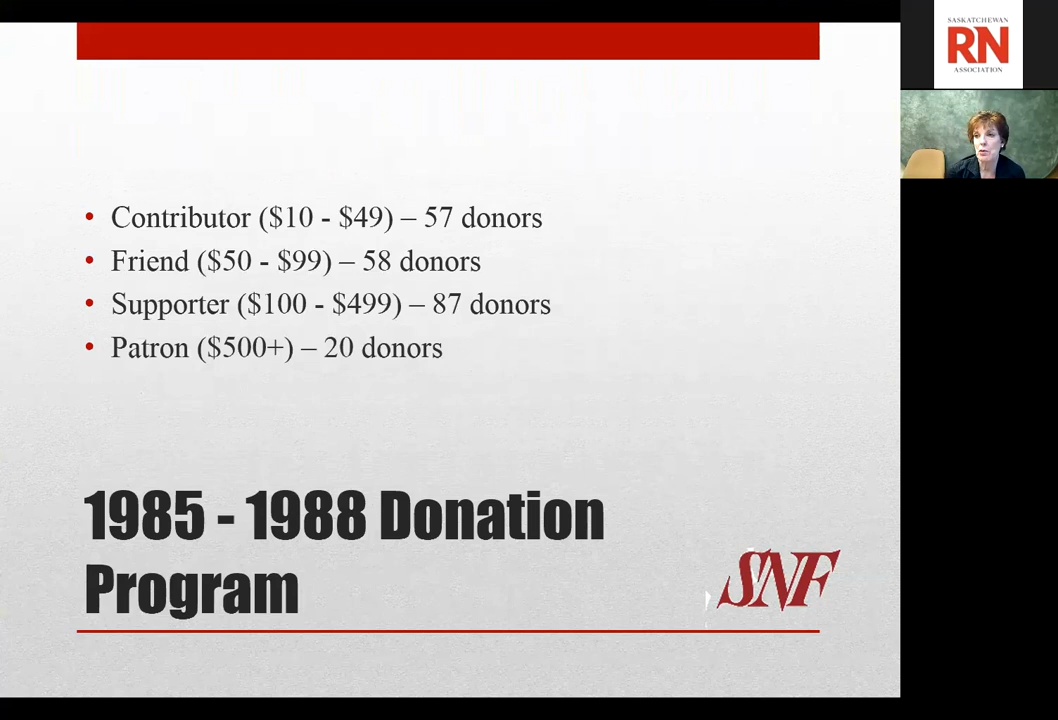 • Contributor ($10 - $49) – 57 donors
• Friend ($50 - $99) – 58 donors
• Supporter ($100 - $499) – 87 donors
• Patron ($500+) – 20 donors
1985 - 1988 Donation
Program
SNF
SASKATCHEWAN
RN
ASSOCIATION